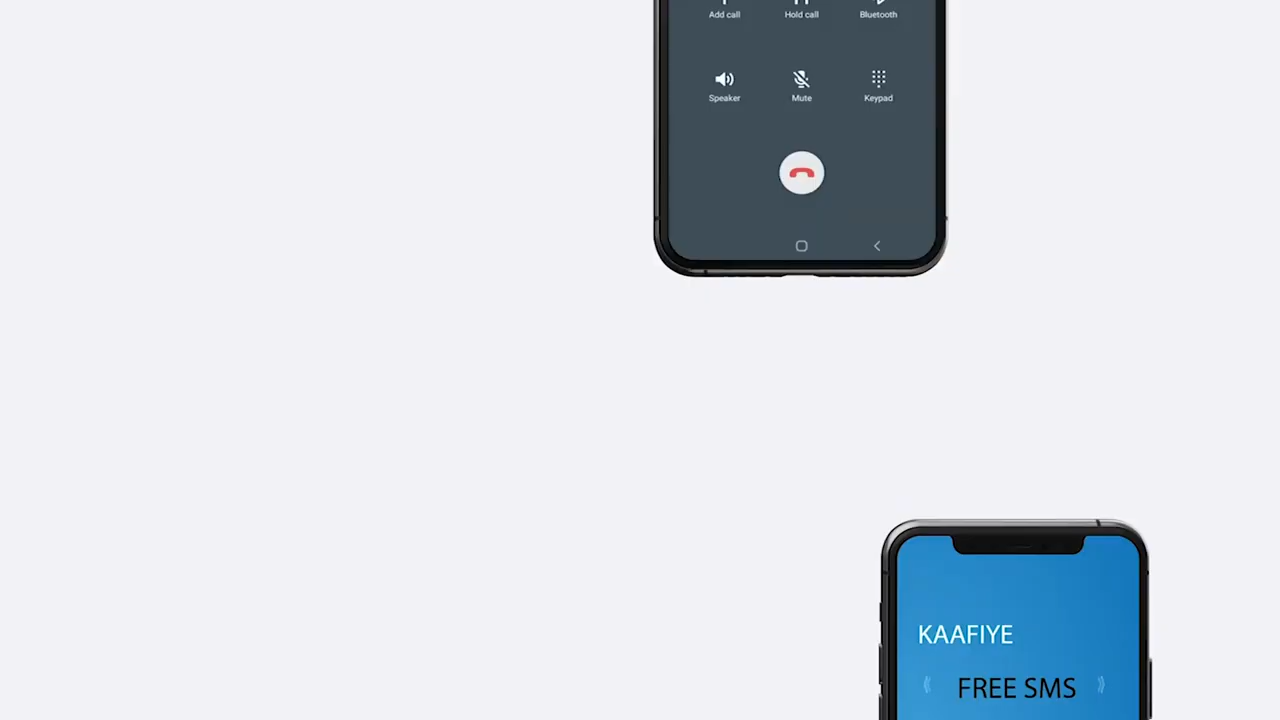 Add call Hold call Bluetooth
Speaker Mute Keypad
KAAFIYE
FREE SMS